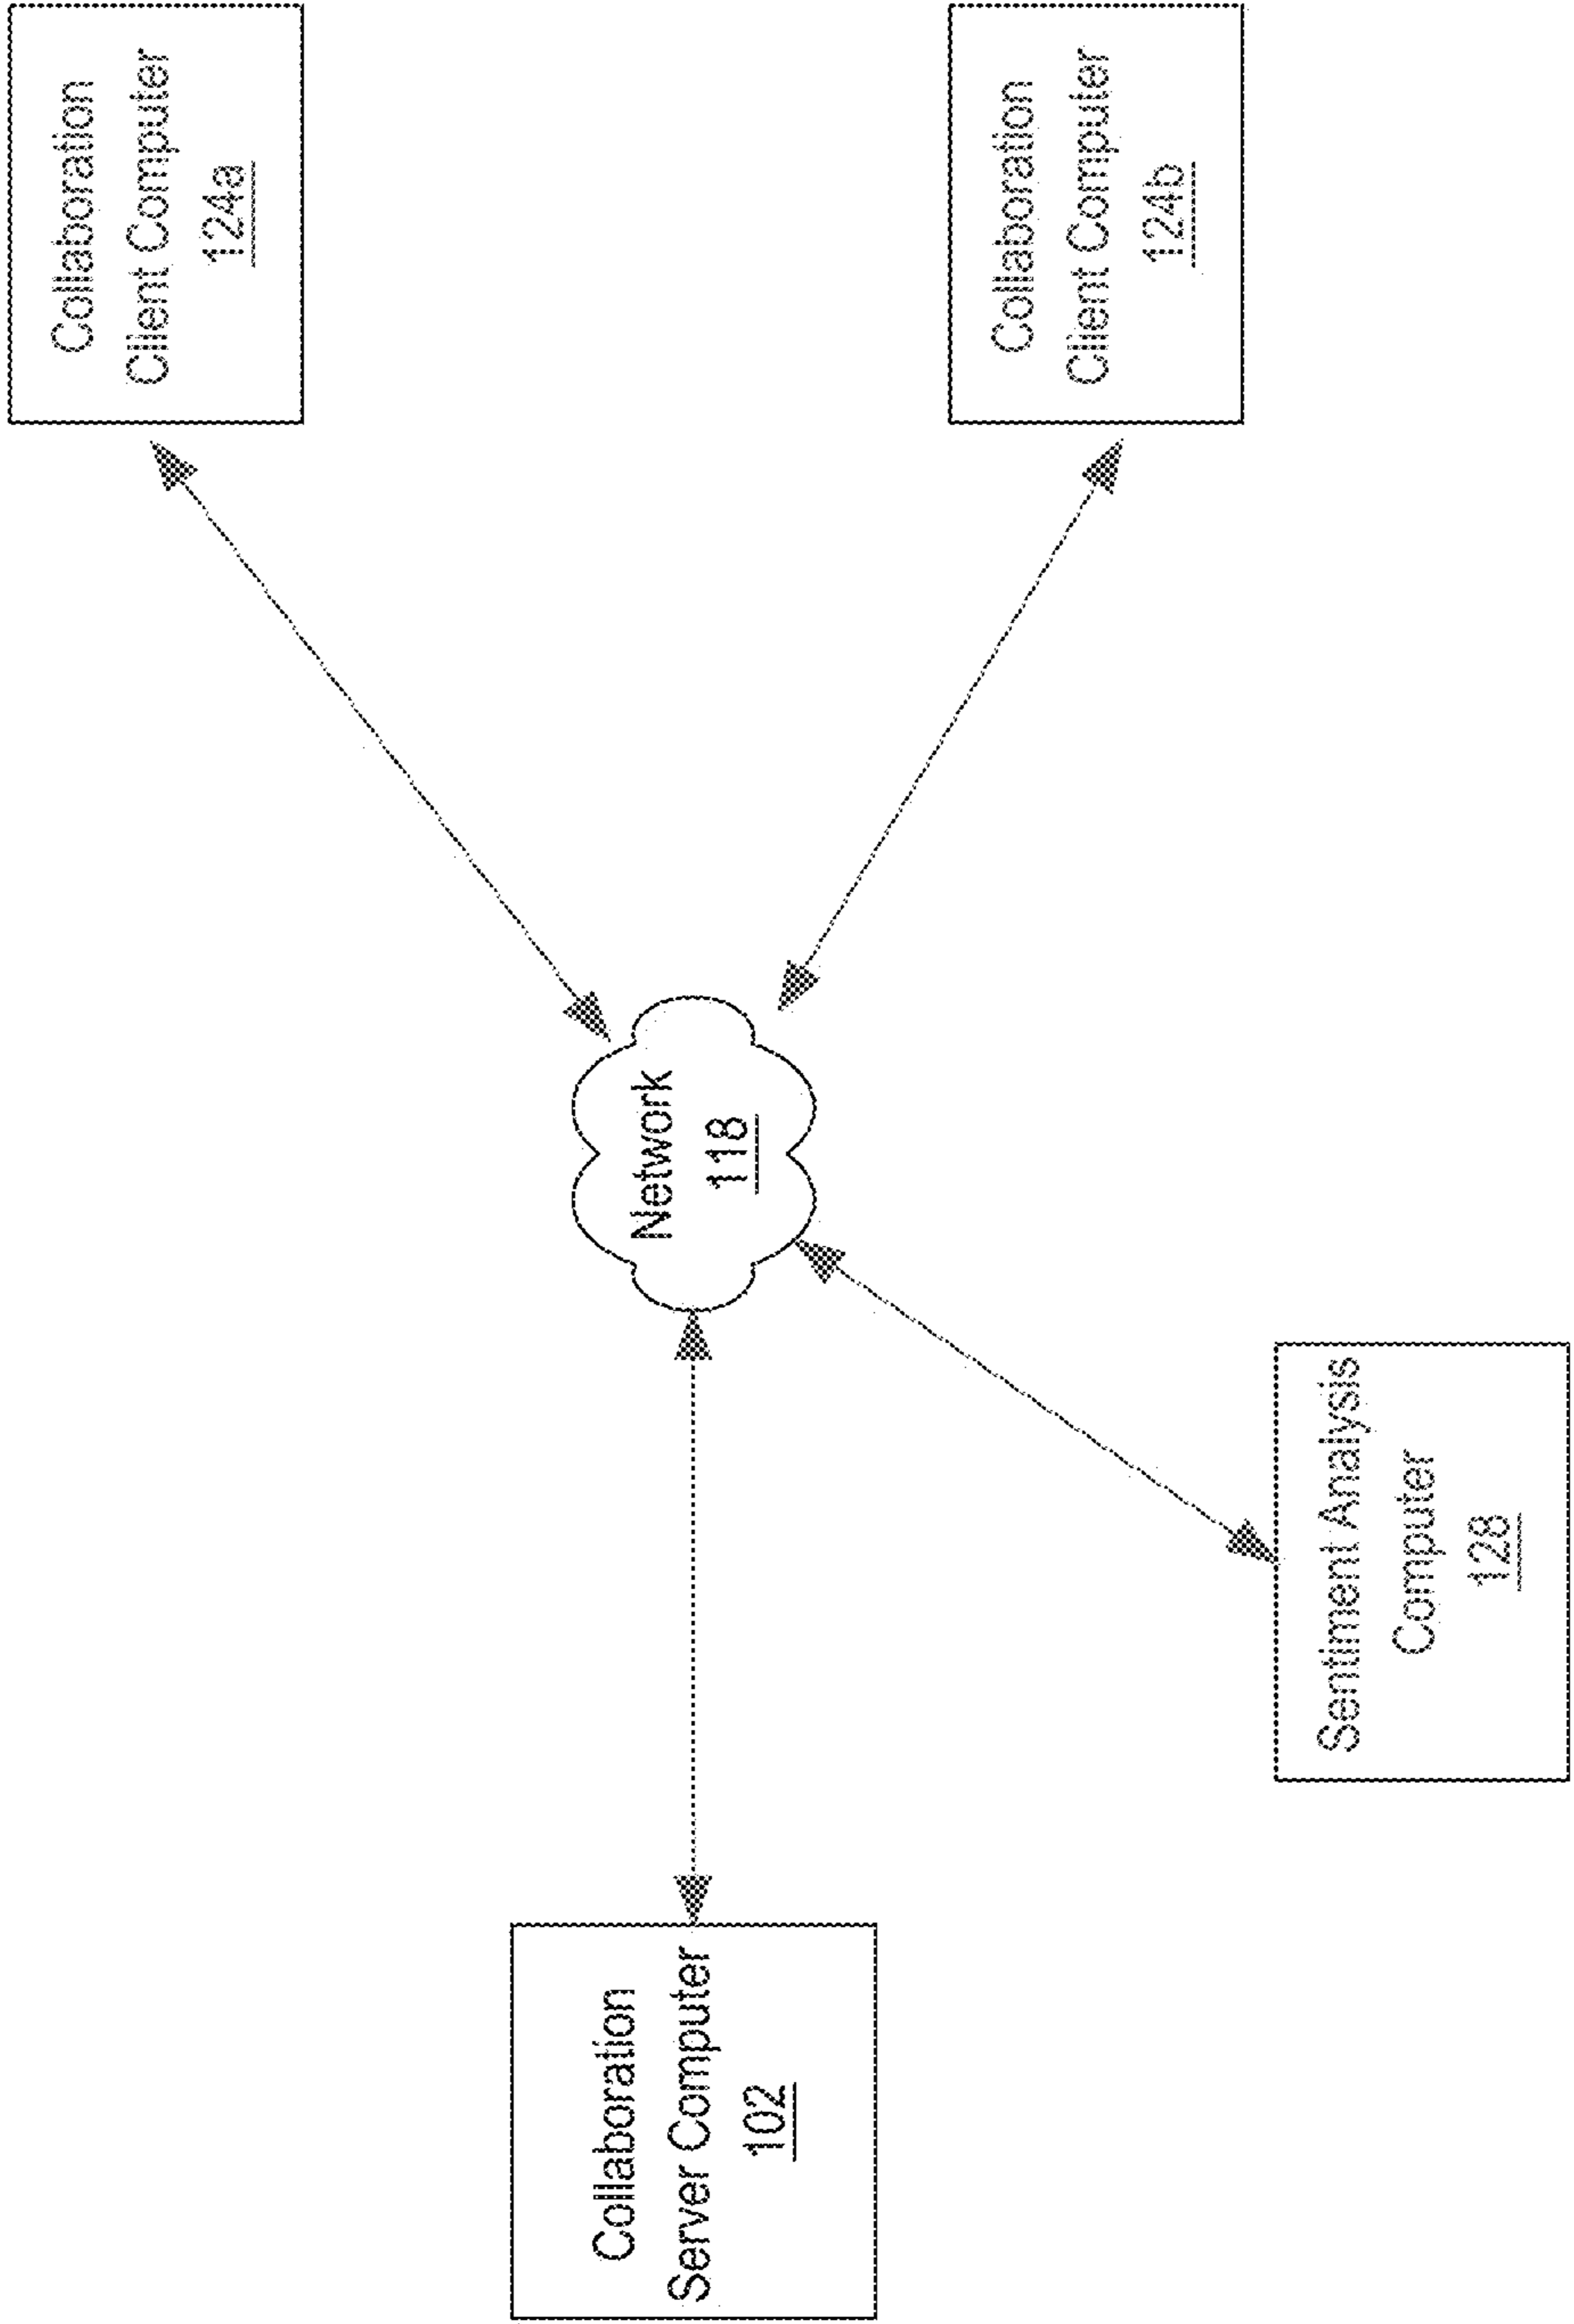 Collaboration
Client Computer
124a
Collaboration
Server Computer
102
Network
118
Collaboration
Client Computer
124b
Sentiment Analysis
Computer
128